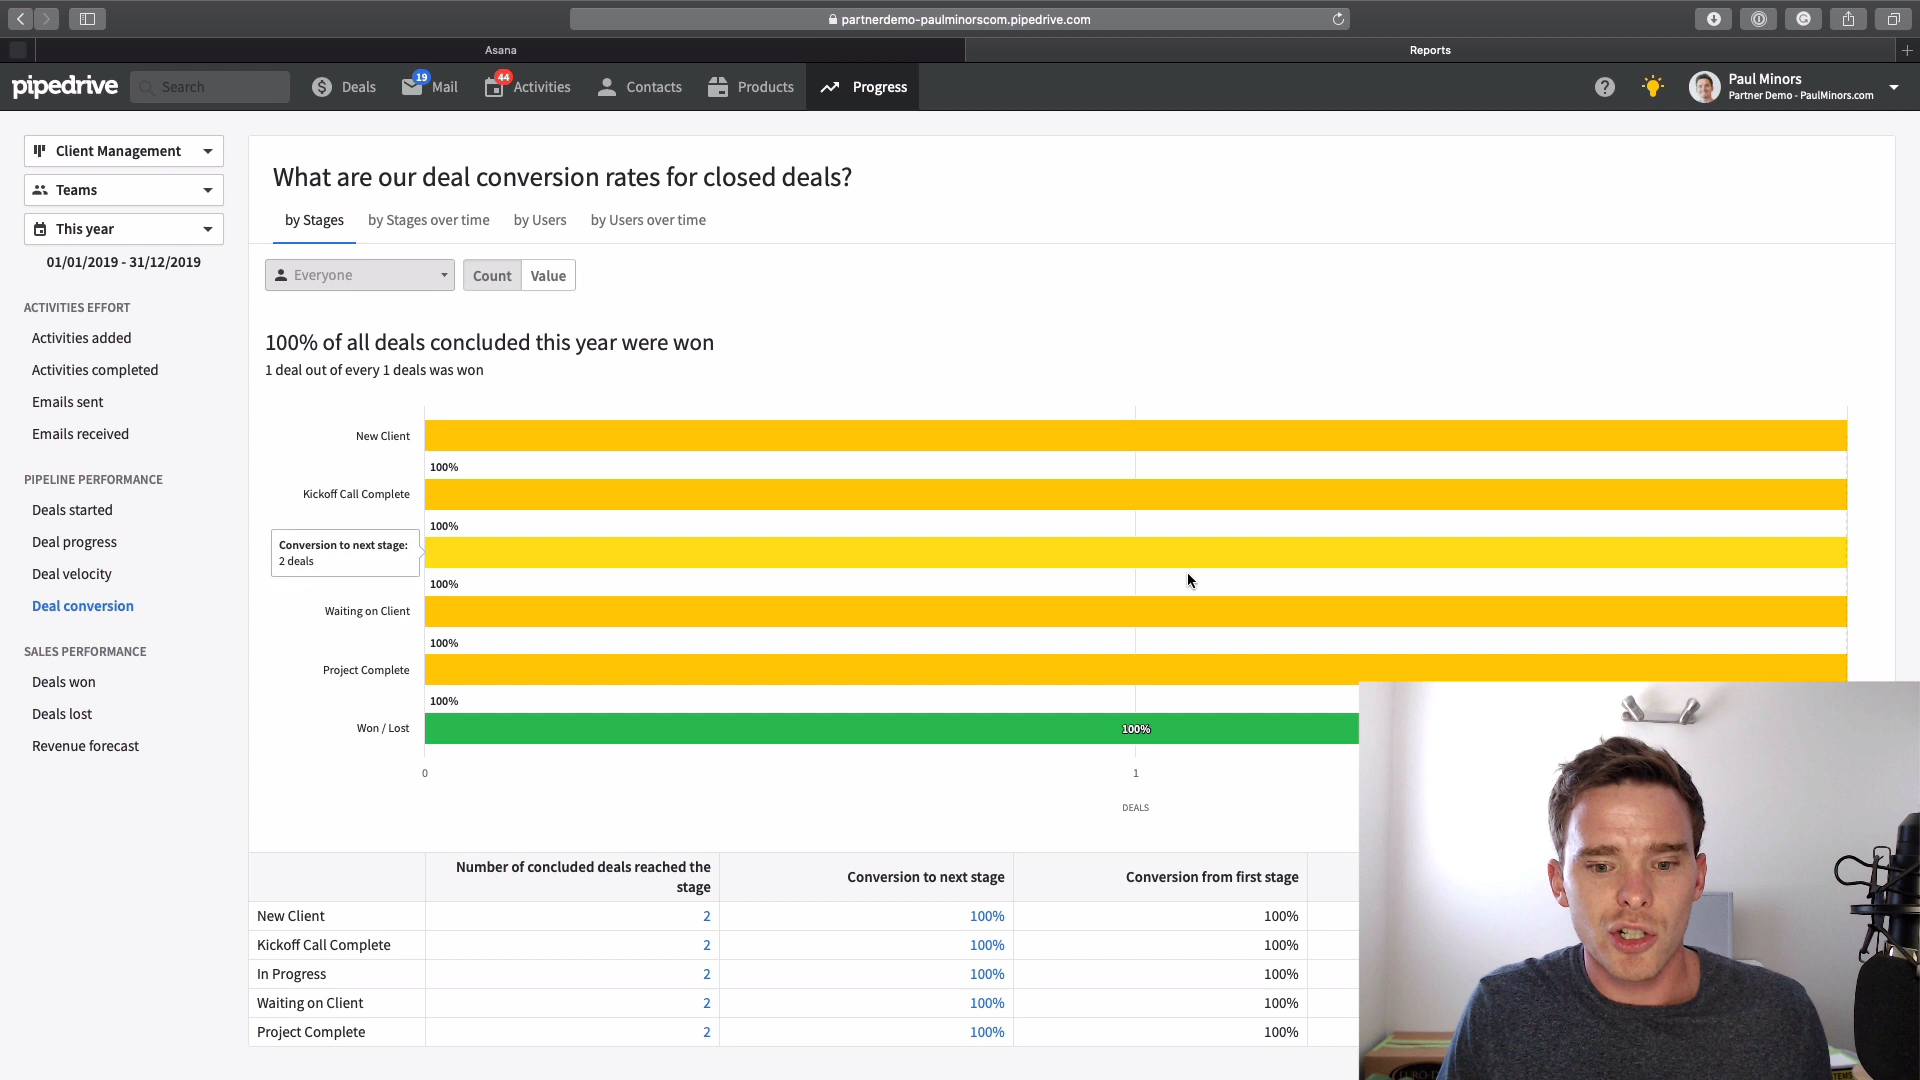 partnerdemo-paulminorscom.pipedrive.com
Asana
Reports
pipedrive
Search
Deals
19
Mail
44
Activities
Contacts
Products
Progress
Paul Minors
Partner Demo - PaulMinors.com
Client Management
Teams
This year
01/01/2019 - 31/12/2019
ACTIVITIES EFFORT
Activities added
Activities completed
Emails sent
Emails received
PIPELINE PERFORMANCE
Deals started
Deal progress
Deal velocity
Deal conversion
SALES PERFORMANCE
Deals won
Deals lost
Revenue forecast
What are our deal conversion rates for closed deals?
by Stages
by Stages over time
by Users
by Users over time
Everyone
Count
Value
100% of all deals concluded this year were won
1 deal out of every 1 deals was won
New Client
100%
Kickoff Call Complete
100%
Conversion to next stage:
2 deals
100%
Waiting on Client
100%
Project Complete
100%
Won / Lost
100%
0
1
DEALS
Number of concluded deals reached the
stage
Conversion to next stage
Conversion from first stage
New Client 2 100% 100%
Kickoff Call Complete 2 100% 100%
In Progress 2 100% 100%
Waiting on Client 2 100% 100%
Project Complete 2 100% 100%